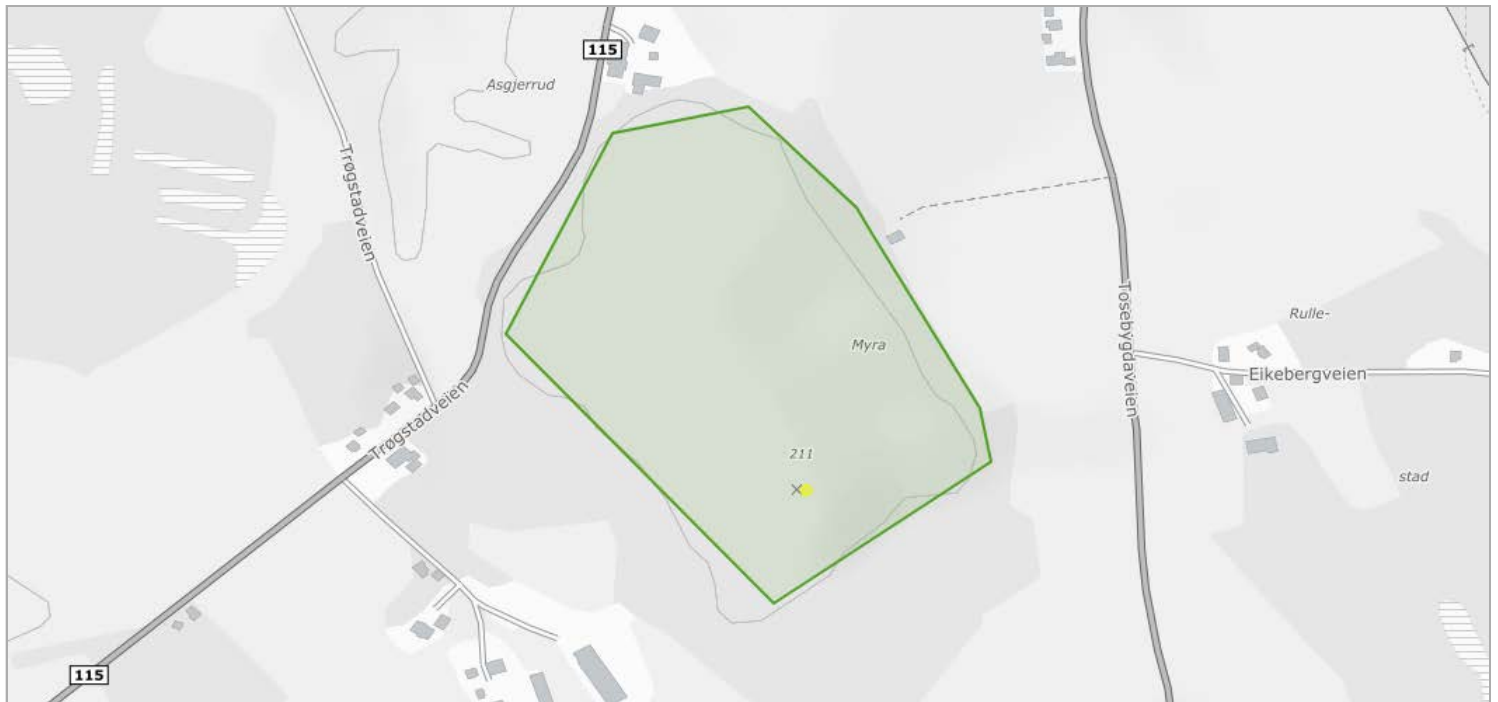 115
Asgjerrud
Trøgstadveien
Tosebygdaveien
Rulle-
Myra
Eikebergveien
Trøgstadveien
211
stad
115